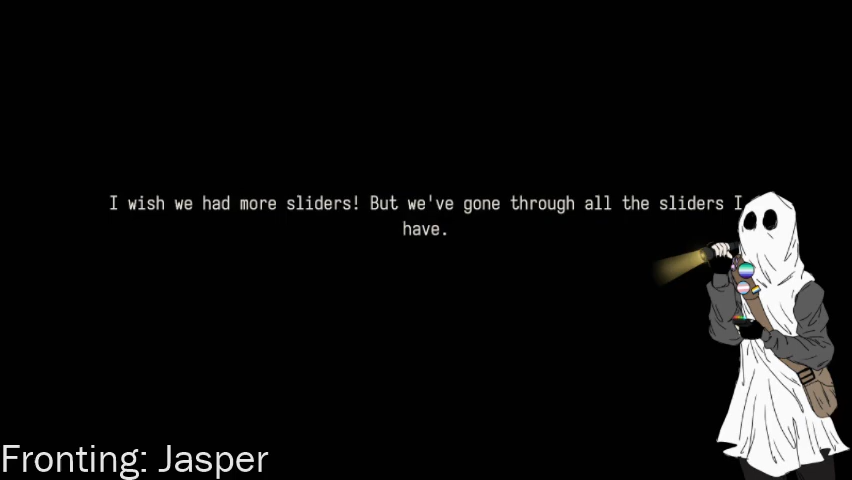 I wish we had more sliders! But we've gone through all the sliders I
have.
Fronting: Jasper